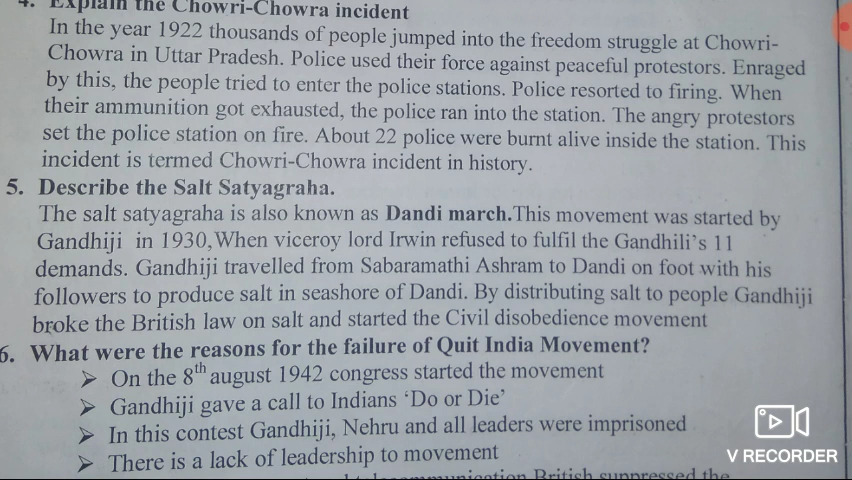 4. Explain the Chowri-Chowra incident
In the year 1922 thousands of people jumped into the freedom struggle at Chowri-
Chowra in Uttar Pradesh. Police used their force against peaceful protestors. Enraged
by this, the people tried to enter the police stations. Police resorted to firing. When
their ammunition got exhausted, the police ran into the station. The angry protestors
set the police station on fire. About 22 police were burnt alive inside the station. This
incident is termed Chowri-Chowra incident in history.
5. Describe the Salt Satyagraha.
The salt satyagraha is also known as Dandi march.This movement was started by
Gandhiji in 1930,When viceroy lord Irwin refused to fulfil the Gandhili's 11
demands. Gandhiji travelled from Sabaramathi Ashram to Dandi on foot with his
followers to produce salt in seashore of Dandi. By distributing salt to people Gandhiji
broke the British law on salt and started the Civil disobedience movement
6. What were the reasons for the failure of Quit India Movement?
➢ On the 8th august 1942 congress started the movement
➢ Gandhiji gave a call to Indians 'Do or Die'
➢ In this contest Gandhiji, Nehru and all leaders were imprisoned
➢ There is a lack of leadership to movement
British suppressed the
V RECORDER